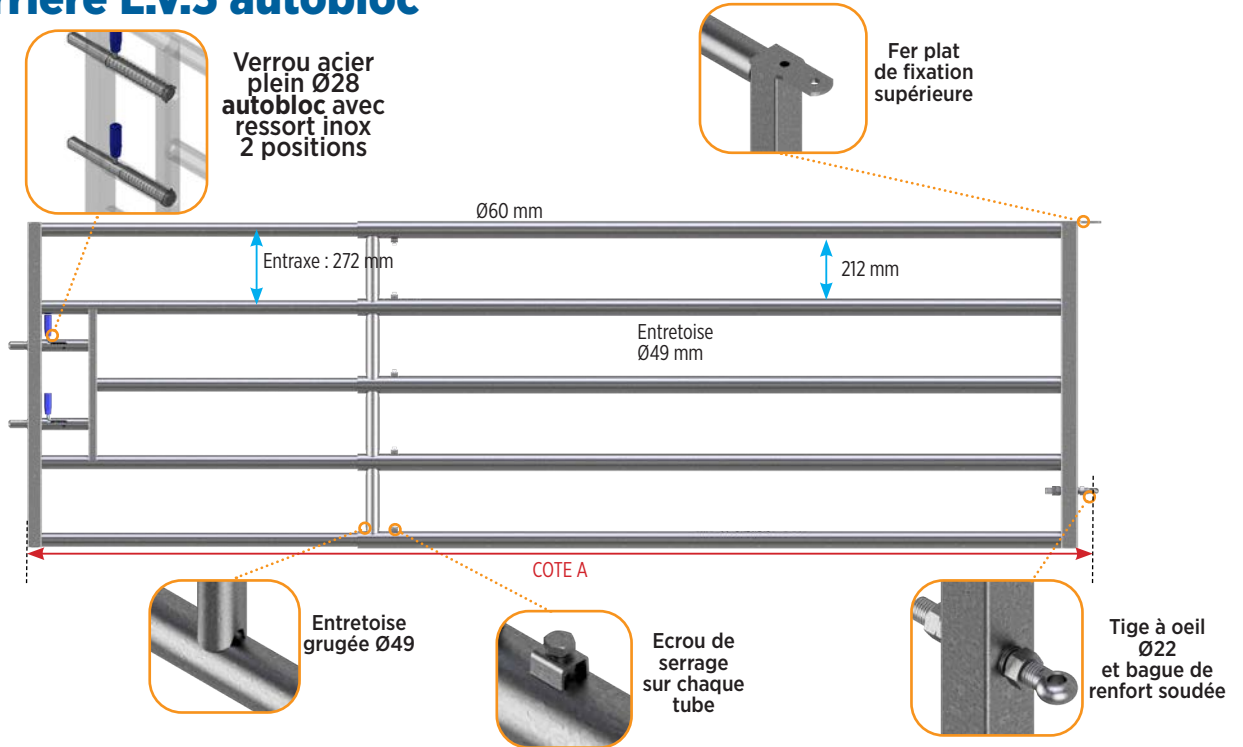 L.V.5 autobloc
Verrou acier
plein Ø28
autobloc avec
ressort inox
2 positions
Fer plat
de fixation
supérieure
Ø60 mm
Entraxe : 272 mm
212 mm
Entretoise
Ø49 mm
COTE A
Entretoise
grugée Ø49
Ecrou de
serrage
sur chaque
tube
Tige à oeil
Ø22
et bague de
renfort soudée